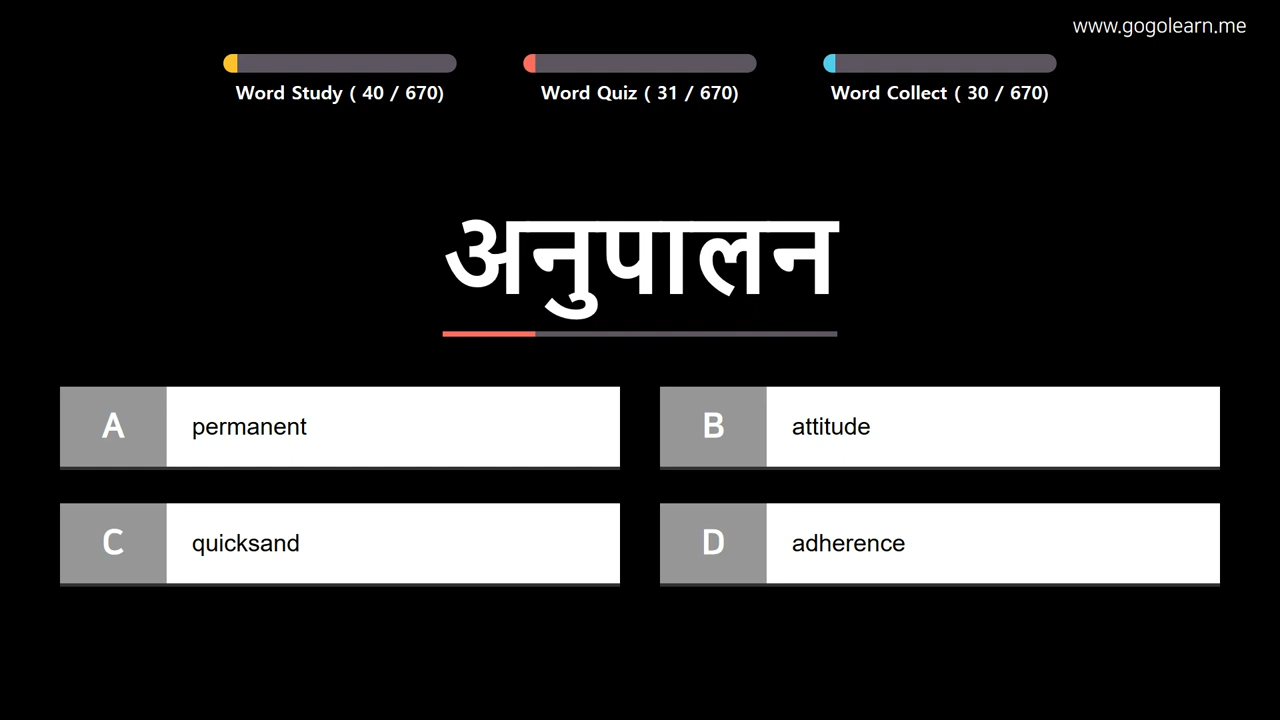 www.gogolearn.me
Word Study ( 40 / 670)
Word Quiz ( 31 / 670)
Word Collect ( 30 / 670)
अनुपालन
A permanent
B attitude
C quicksand
D adherence